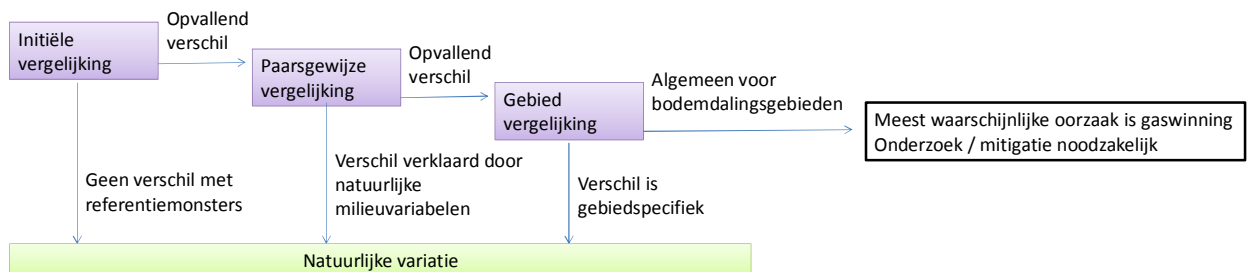 Initiële
vergelijking
Opvallend
verschil
Paarsgewijze
vergelijking
Opvallend
verschil
Gebied
vergelijking
Algemeen voor
bodemdalingsgebieden
Meest waarschijnlijke oorzaak is gaswinning
Onderzoek / mitigatie noodzakelijk
Geen verschil met
referentiemonsters
Verschil verklaard door
natuurlijke
milieuvariabelen
Verschil is
gebiedspecifiek
Natuurlijke variatie